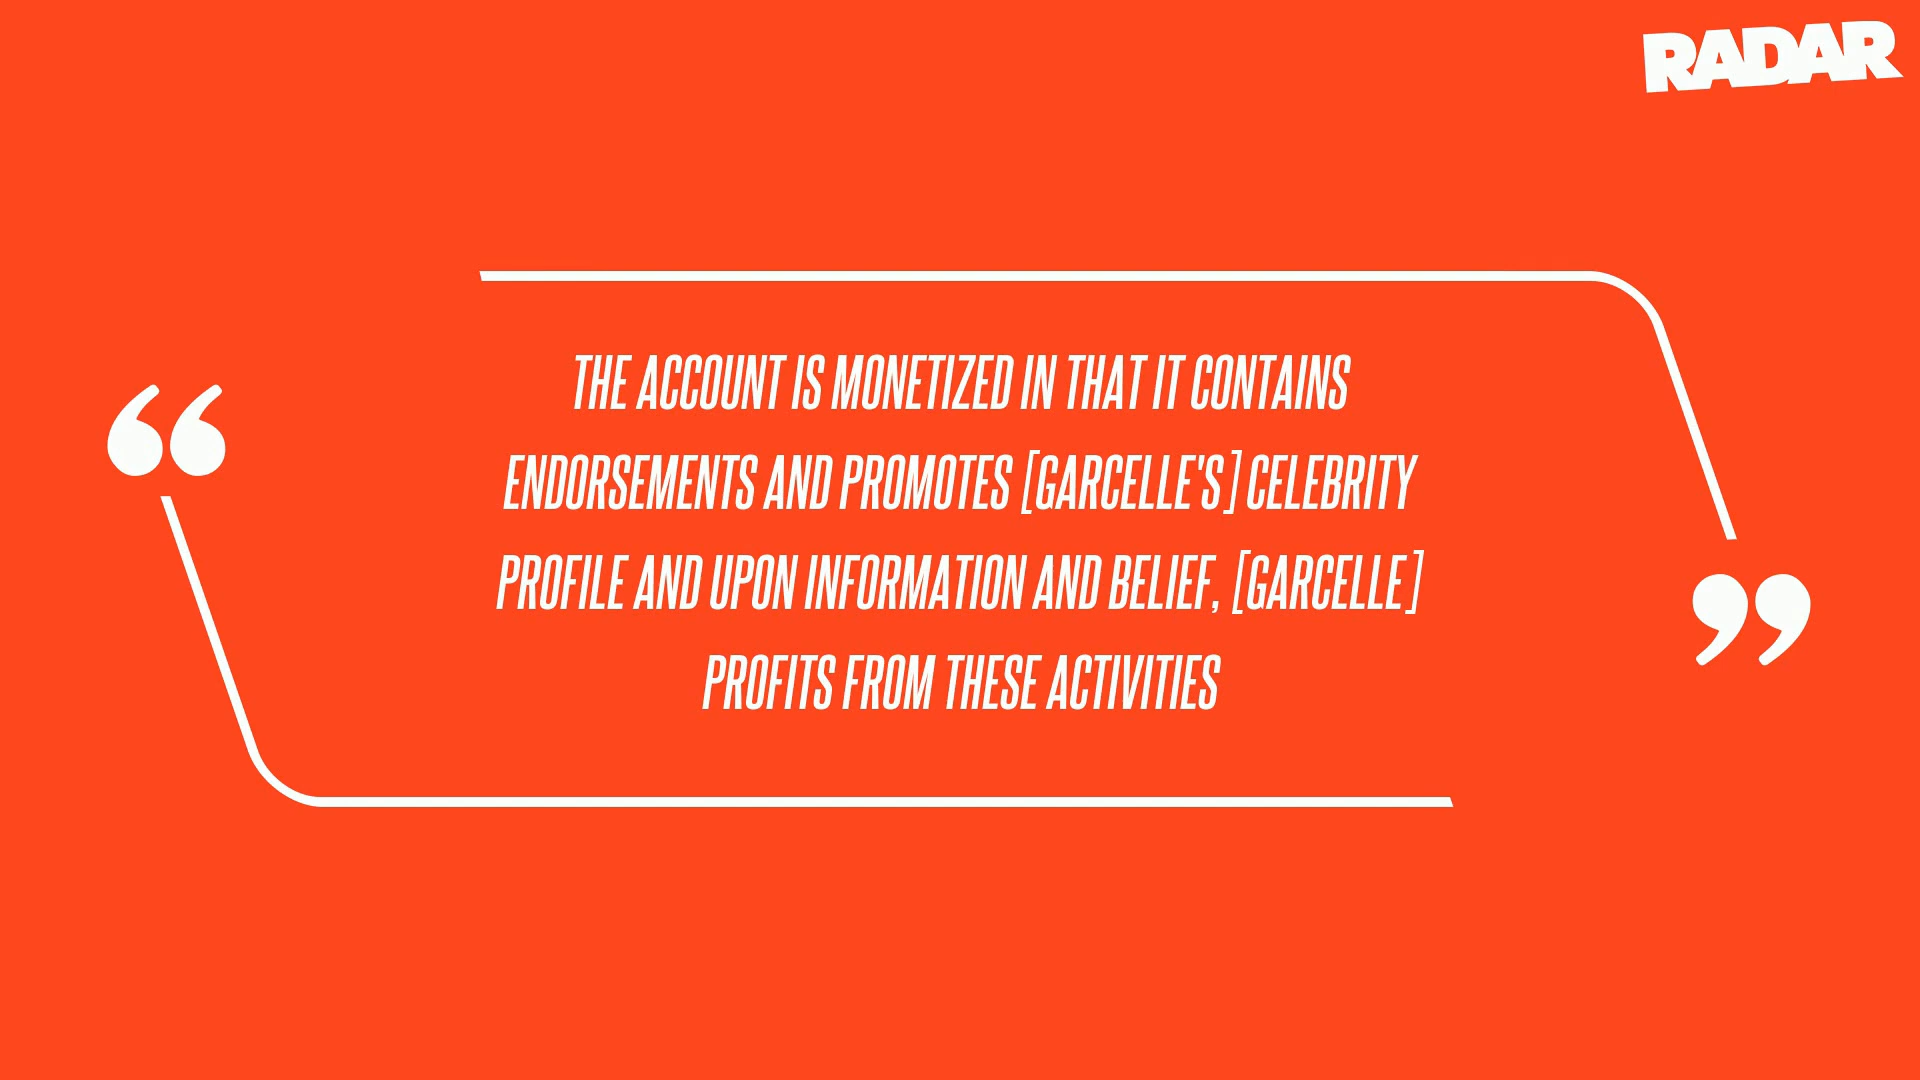 RADAR
“
THE ACCOUNT IS MONETIZED IN THAT IT CONTAINS
ENDORSEMENTS AND PROMOTES [GARCELLE'S] CELEBRITY
PROFILE AND UPON INFORMATION AND BELIEF, [GARCELLE]
PROFITS FROM THESE ACTIVITIES
”